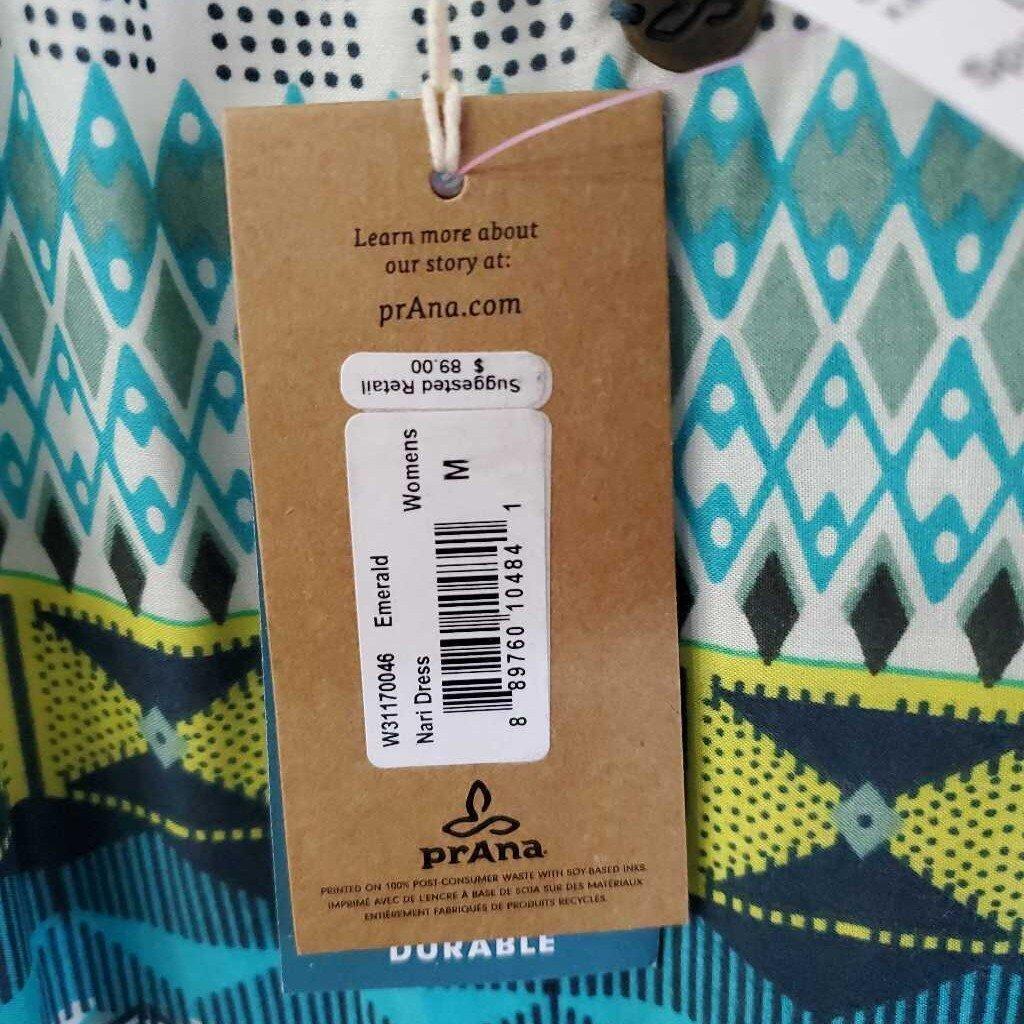 Learn more about
our story at:
prAna.com
Suggested Retail
$ 89.00
W31170046 Emerald Womens
Nari Dress M
8 89760 10484 1
prAna
PRINTED ON 100% POST-CONSUMER WASTE WITH SOY-BASED INKS.
IMPRIMÉ AVEC DE L'ENCRE À BASE DE SOJA SUR DES MATÉRIAUX
ENTIÈREMENT FABRIQUÉS DE PRODUITS RECYCLÉS.
DURABLE